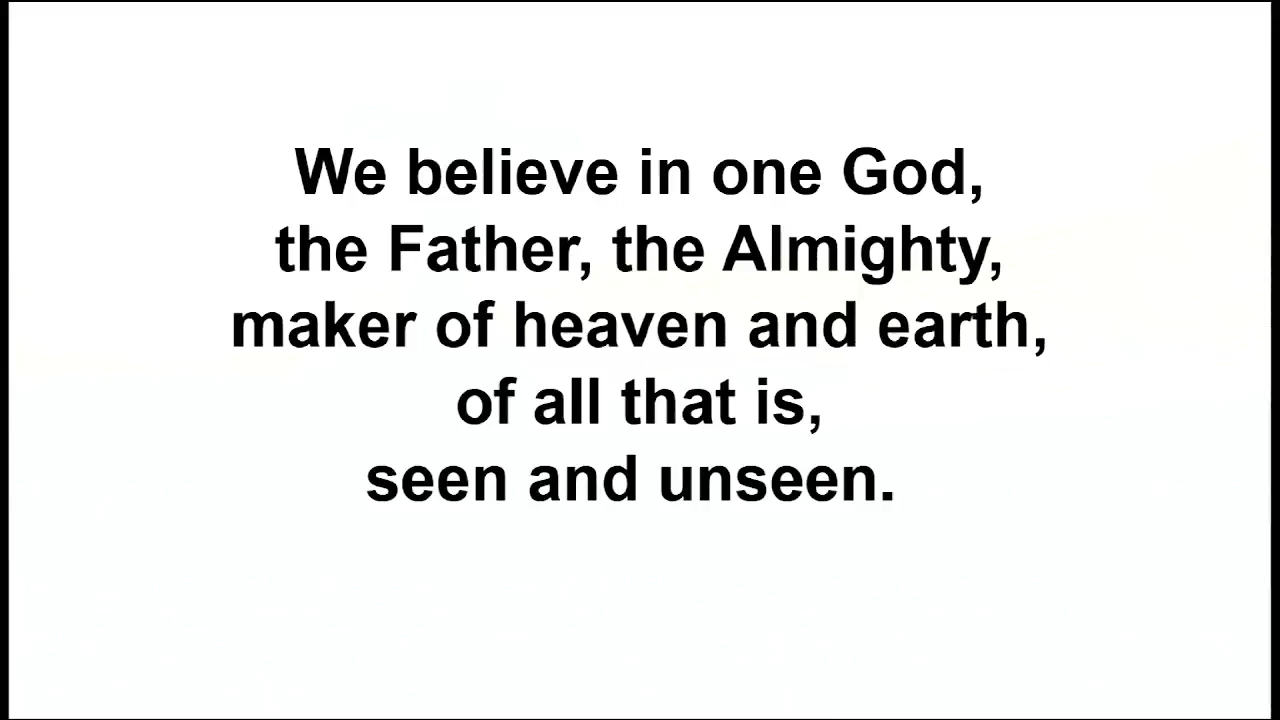 We believe in one God,
the Father, the Almighty,
maker of heaven and earth,
of all that is,
seen and unseen.